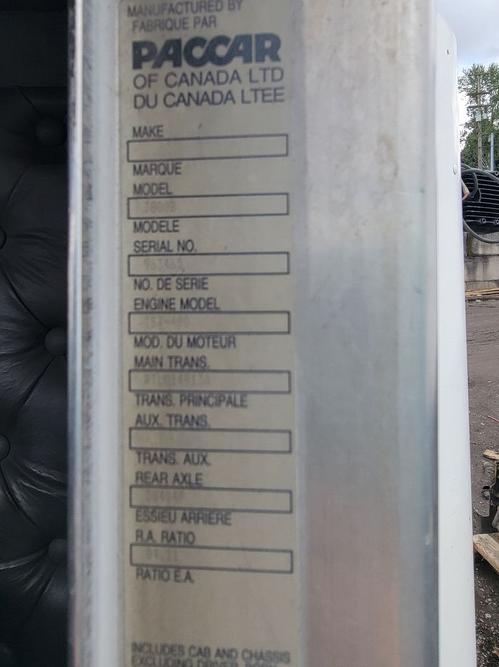 MANUFACTURED BY
FABRIQUE PAR
PACCAR
OF CANADA LTD
DU CANADA LTEE
MAKE
MARQUE
MODEL
MODELE
SERIAL NO.
NO. DE SERIE
ENGINE MODEL
MOD. DU MOTEUR
MAIN TRANS.
TRANS. PRINCIPALE
AUX. TRANS.
TRANS. AUX.
REAR AXLE
ESSIEU ARRIERE
R.A. RATIO
RATIO E.A.
INCLUDES CAB AND CHASSIS
EXCLUDING DRIVER